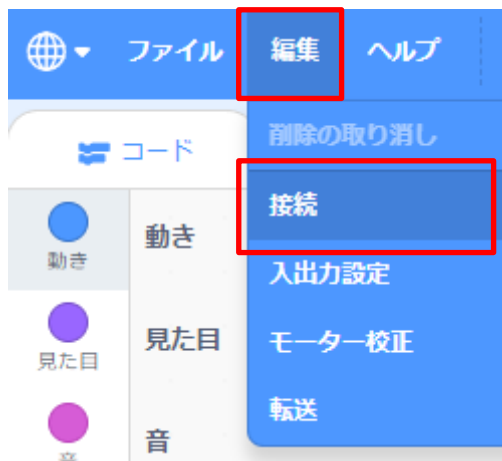 ファイル 編集 ヘルプ
コード
削除の取り消し
接続
入出力設定
モーター校正
転送
動き
動き
見た目
見た目
音
音